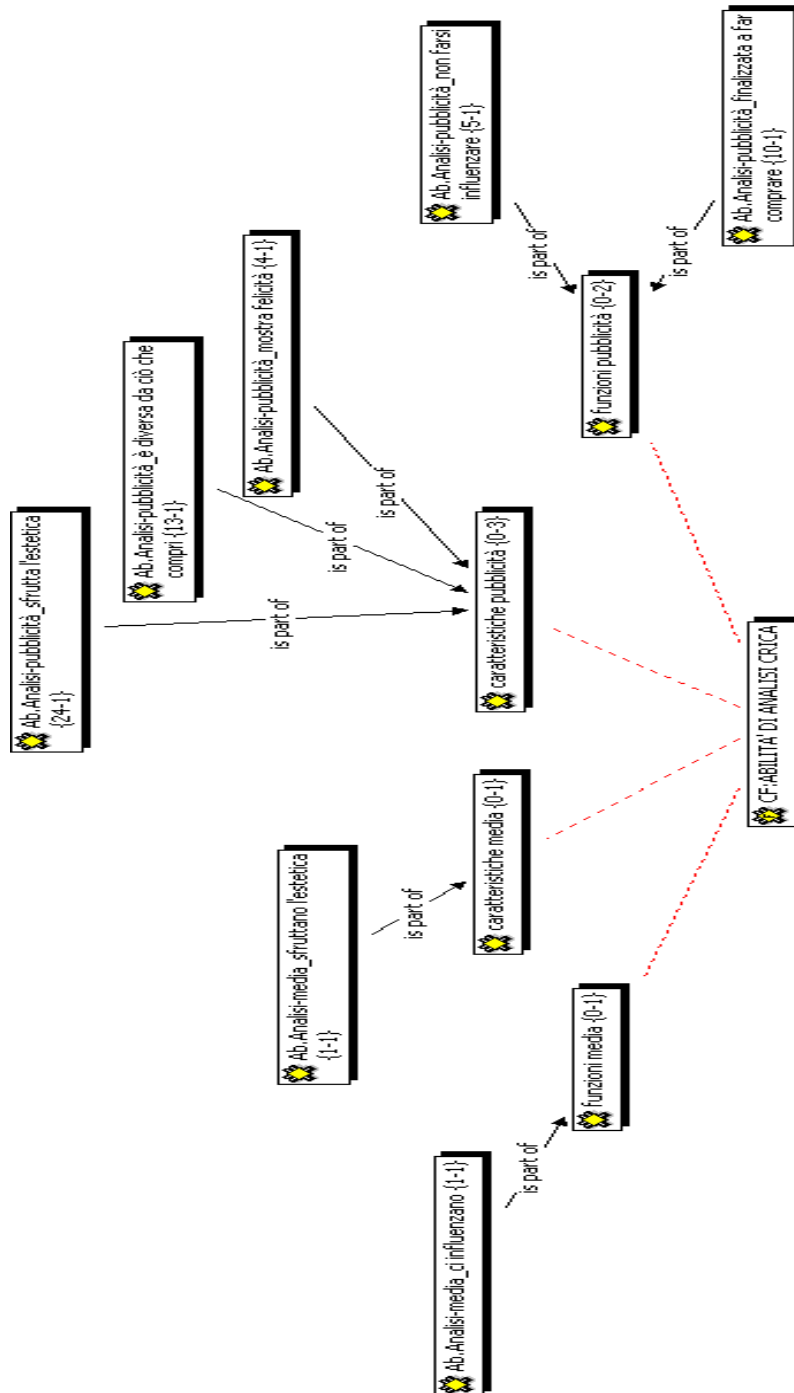 Ab.Analisi-pubblicità_sfrutta l'estetica
{24-1}
Ab.Analisi-pubblicità_è diversa da ciò che
compri {13-1}
Ab.Analisi-pubblicità_mostra felicità {4-1}
Ab.Analisi-media_sfruttano l'estetica
{1-1}
is part of
is part of
is part of
is part of
Ab.Analisi-media_ci influenzano {1-1}
Ab.Analisi-pubblicità_non farsi
influenzare {5-1}
caratteristiche media {0-1}
caratteristiche pubblicità {0-3}
is part of
is part of
funzioni media {0-1}
funzioni pubblicità {0-2}
is part of
Ab.Analisi-pubblicità_finalizzata a far
comprare {10-1}
CF:ABILITA' DI ANALISI CRICA